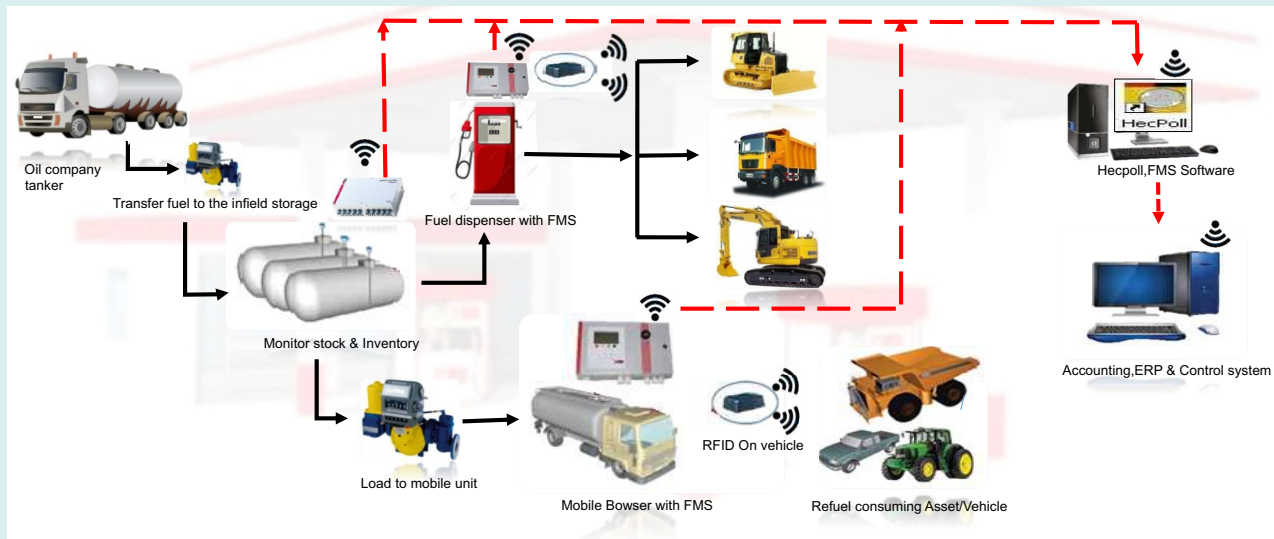 Oil company
tanker
Transfer fuel to the infield storage
Fuel dispenser with FMS
HecPoll
Hecpoll,FMS Software
Monitor stock & Inventory
Accounting,ERP & Control system
RFID On vehicle
Load to mobile unit
Mobile Bowser with FMS
Refuel consuming Asset/Vehicle